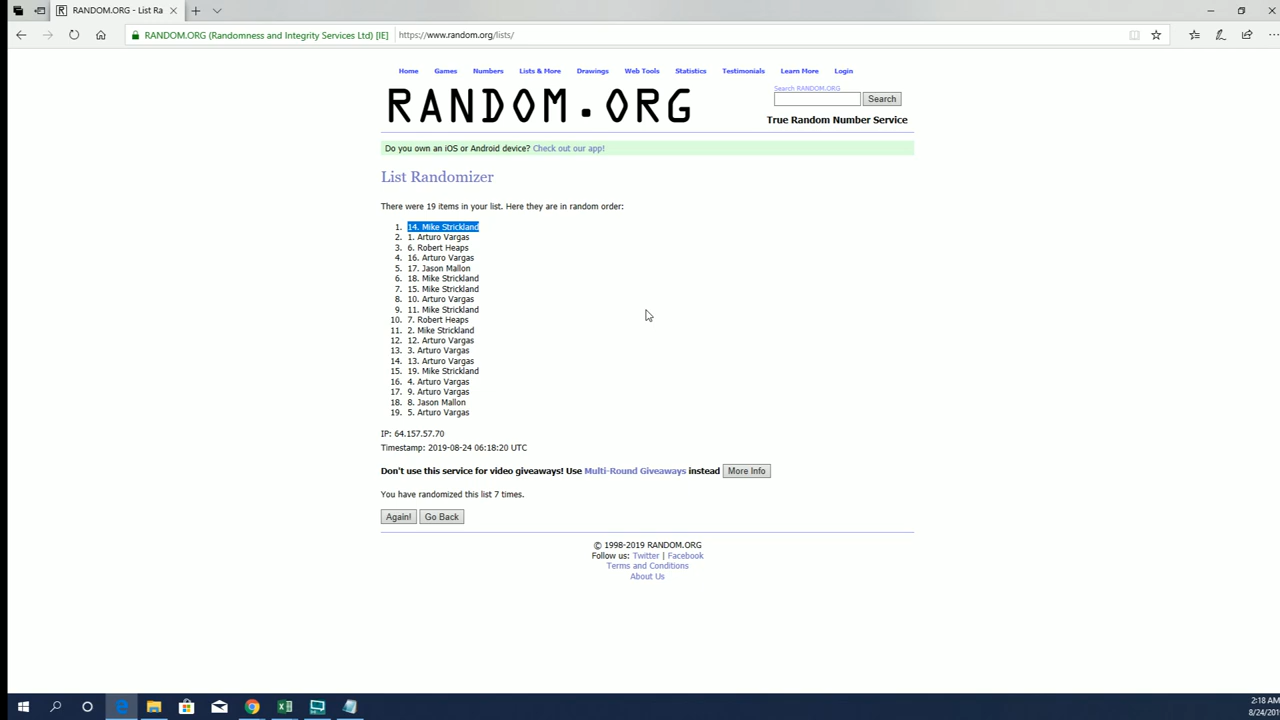 RANDOM.ORG - List Ra
RANDOM.ORG (Randomness and Integrity Services Ltd) [IE] https://www.random.org/lists/
Home Games Numbers Lists & More Drawings Web Tools Statistics Testimonials Learn More Login
Search RANDOM.ORG
RANDOM.ORG
Search
True Random Number Service
Do you own an iOS or Android device? Check out our app!
List Randomizer
There were 19 items in your list. Here they are in random order:
1. 14. Mike Strickland
2. 1. Arturo Vargas
3. 6. Robert Heaps
4. 16. Arturo Vargas
5. 17. Jason Mallon
6. 18. Mike Strickland
7. 15. Mike Strickland
8. 10. Arturo Vargas
9. 11. Mike Strickland
10. 7. Robert Heaps
11. 2. Mike Strickland
12. 12. Arturo Vargas
13. 3. Arturo Vargas
14. 13. Arturo Vargas
15. 19. Mike Strickland
16. 4. Arturo Vargas
17. 9. Arturo Vargas
18. 8. Jason Mallon
19. 5. Arturo Vargas
IP: 64.157.57.70
Timestamp: 2019-08-24 06:18:20 UTC
Don't use this service for video giveaways! Use Multi-Round Giveaways instead More Info
You have randomized this list 7 times.
Again! Go Back
© 1998-2019 RANDOM.ORG
Follow us: Twitter | Facebook
Terms and Conditions
About Us
2:18 AM
8/24/201